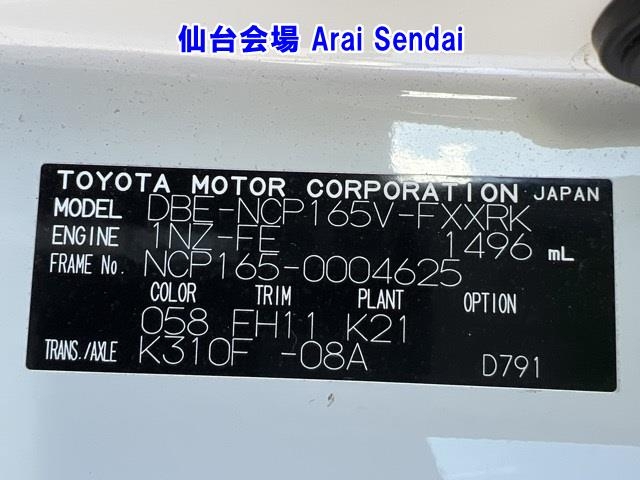 仙台会場 Arai Sendai
TOYOTA MOTOR CORPORATION JAPAN
MODEL DBE-NCP165V-FXXRK
ENGINE 1NZ-FE 1496 mL
FRAME No. NCP165-0004625
COLOR TRIM PLANT OPTION
058 FH11 K21
TRANS./AXLE K310F -08A D791